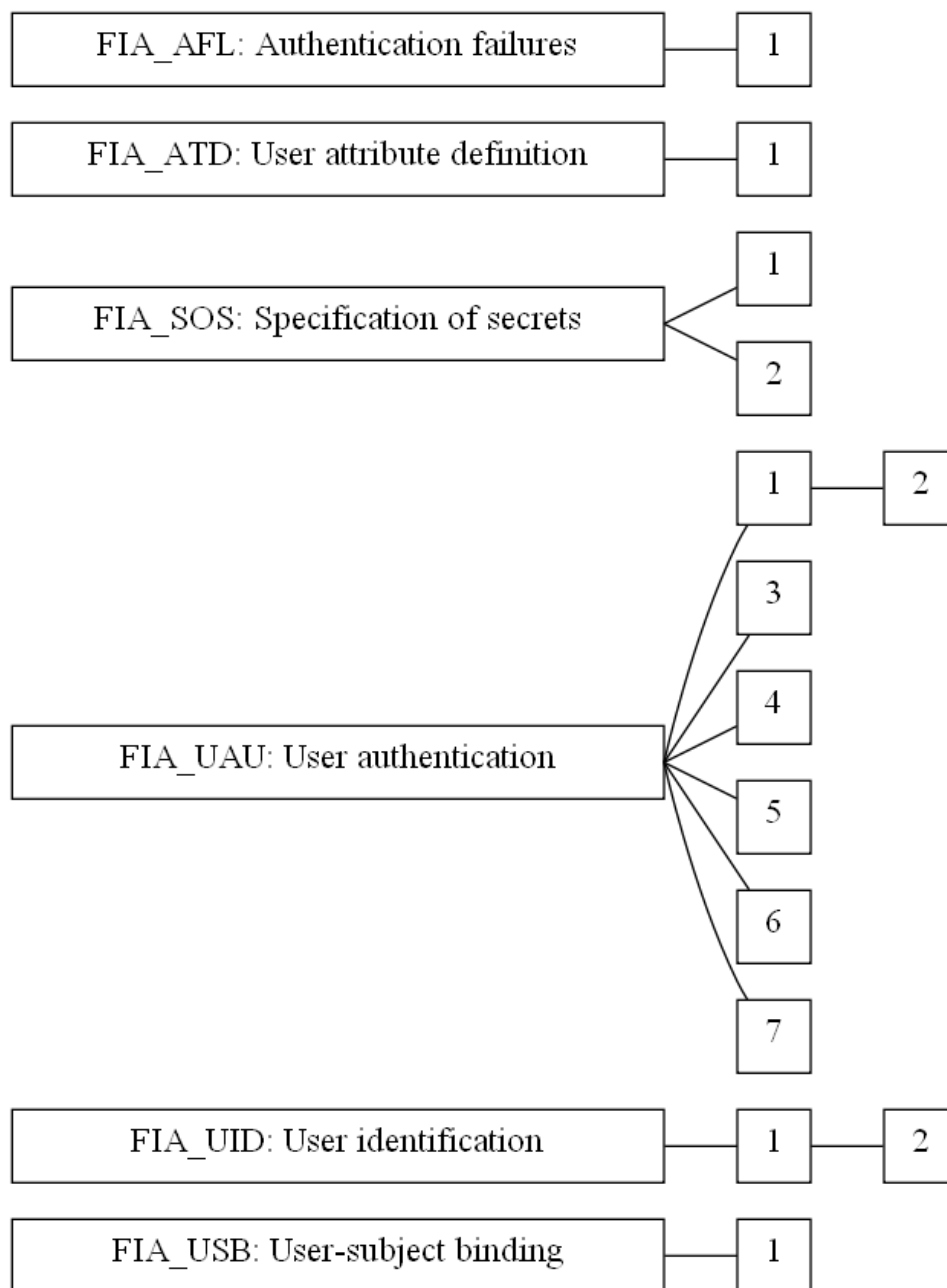 FIA_AFL: Authentication failures 1
FIA_ATD: User attribute definition 1
1
FIA_SOS: Specification of secrets
2
1 2
3
4
FIA_UAU: User authentication
5
6
7
FIA_UID: User identification 1 2
FIA_USB: User-subject binding 1